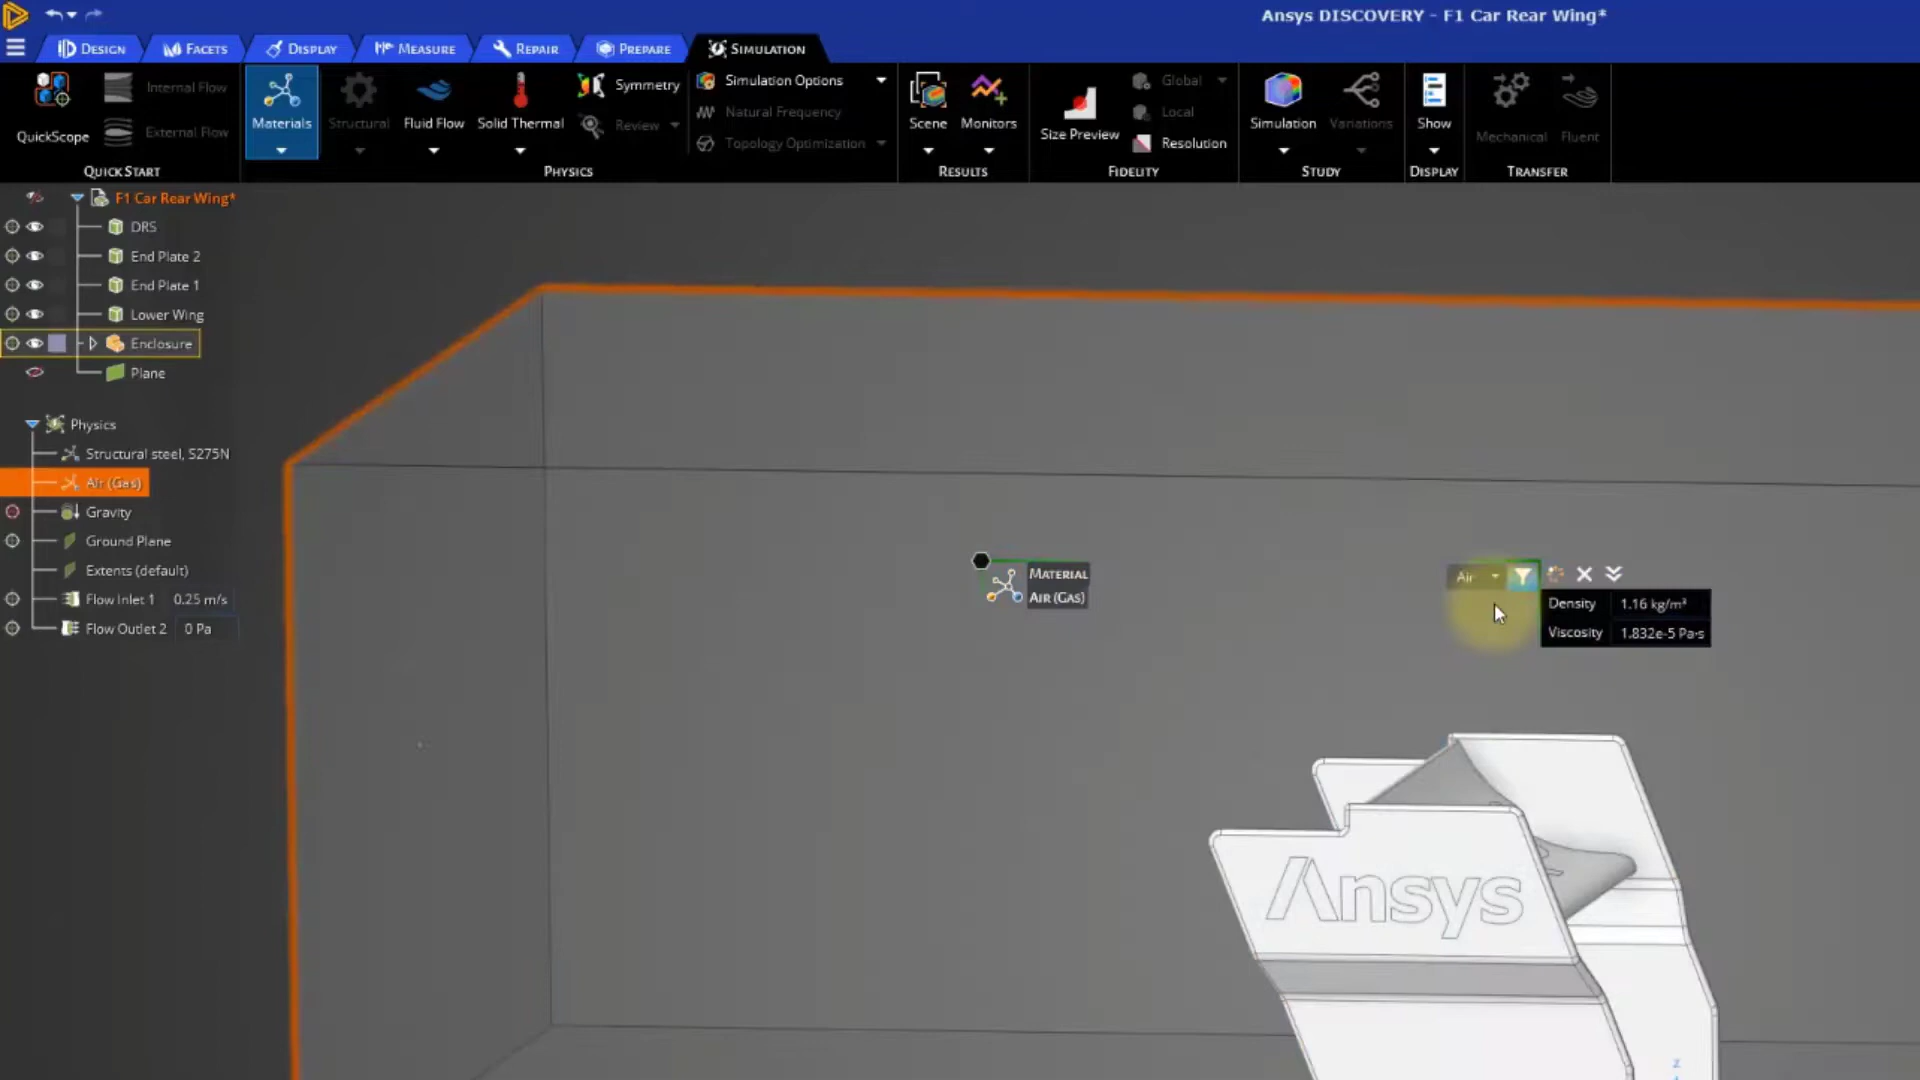 Ansys DISCOVERY - F1 Car Rear Wing*
DESIGN
FACETS
DISPLAY
MEASURE
REPAIR
PREPARE
SIMULATION
QuickScope
Internal Flow
External Flow
QUICKSTART
Materials
Structural
Fluid Flow
Solid Thermal
Symmetry
Review
Simulation Options
Natural Frequency
Topology Optimization
PHYSICS
Scene
Monitors
RESULTS
Size Preview
Global
Local
Resolution
FIDELITY
Simulation
Variations
STUDY
Show
DISPLAY
Mechanical
Fluent
TRANSFER
F1 Car Rear Wing*
DRS
End Plate 2
End Plate 1
Lower Wing
Enclosure
Plane
Physics
Structural steel, S275N
Air (Gas)
Gravity
Ground Plane
Extents (default)
Flow Inlet 1 0.25 m/s
Flow Outlet 2 0 Pa
MATERIAL
AIR (GAS)
Air
Density 1.16 kg/m³
Viscosity 1.832e-5 Pa·s
Ansys
Z